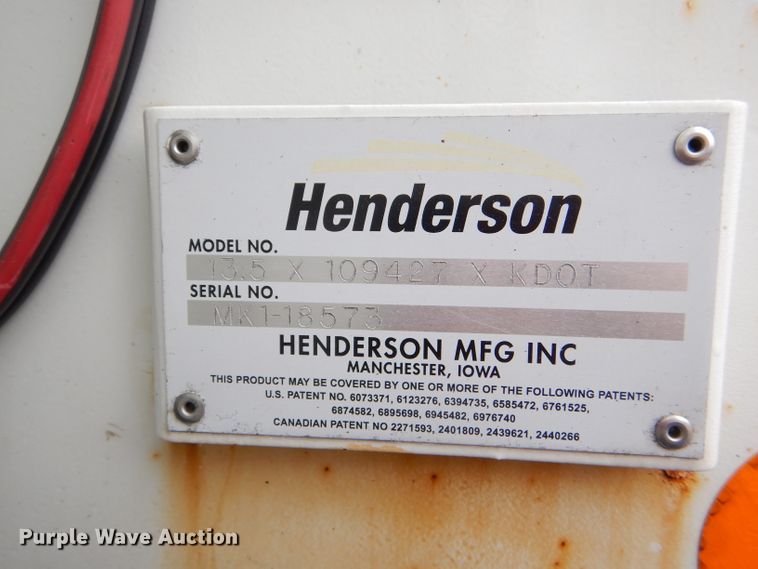 Henderson
MODEL NO.
13.5 X 109427 X KDOT
SERIAL NO.
MK1-18573
HENDERSON MFG INC
MANCHESTER, IOWA
THIS PRODUCT MAY BE COVERED BY ONE OR MORE OF THE FOLLOWING PATENTS:
U.S. PATENT NO. 6073371, 6123276, 6394735, 6585472, 6761525,
6874582, 6895698, 6945482, 6976740
CANADIAN PATENT NO 2271593, 2401809, 2439621, 2440266
Purple Wave Auction